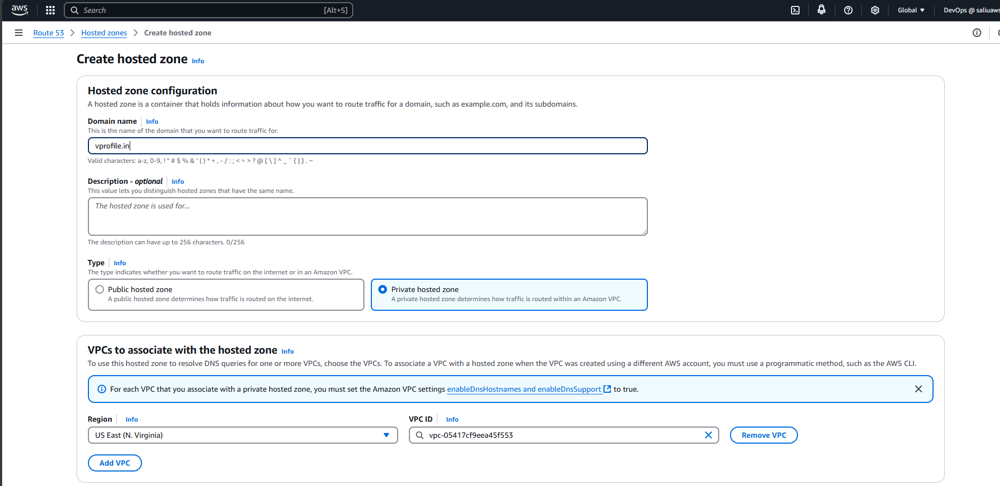 aws
Search [Alt+S] Global DevOps @ saliuaws
Route 53 Hosted zones Create hosted zone
Create hosted zone Info
Hosted zone configuration
A hosted zone is a container that holds information about how you want to route traffic for a domain, such as example.com, and its subdomains.
Domain name Info
This is the name of the domain that you want to route traffic for.
vprofile.in
Valid characters: a-z, 0-9, ! " # $ % & ' ( ) * + , - / : ; < = > ? @ [ \ ] ^ _ ` { | } . ~
Description - optional Info
This value lets you distinguish hosted zones that have the same name.
The hosted zone is used for...
The description can have up to 256 characters. 0/256
Type Info
The type indicates whether you want to route traffic on the internet or in an Amazon VPC.
Public hosted zone
A public hosted zone determines how traffic is routed on the internet.
Private hosted zone
A private hosted zone determines how traffic is routed within an Amazon VPC.
VPCs to associate with the hosted zone Info
To use this hosted zone to resolve DNS queries for one or more VPCs, choose the VPCs. To associate a VPC with a hosted zone when the VPC was created using a different AWS account, you must use a programmatic method, such as the AWS CLI.
For each VPC that you associate with a private hosted zone, you must set the Amazon VPC settings enableDnsHostnames and enableDnsSupport to true.
Region Info VPC ID Info
US East (N. Virginia) vpc-05417cf9eea45f553 Remove VPC
Add VPC